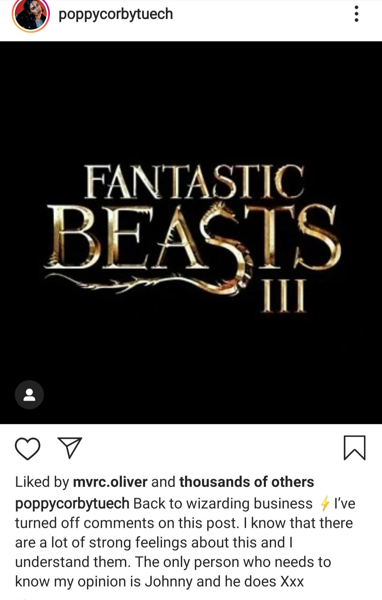 poppycorbytuech
FANTASTIC
BEASTS
III
Liked by mvrc.oliver and thousands of others
poppycorbytuech Back to wizarding business ⚡ I've
turned off comments on this post. I know that there
are a lot of strong feelings about this and I
understand them. The only person who needs to
know my opinion is Johnny and he does Xxx